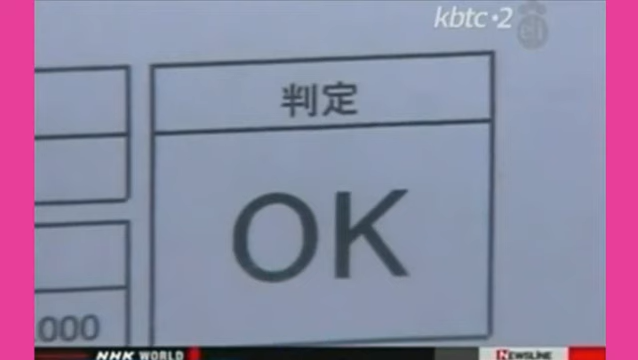 kbtc·2
判定
OK
.000
NHK WORLD
NEWSLINE